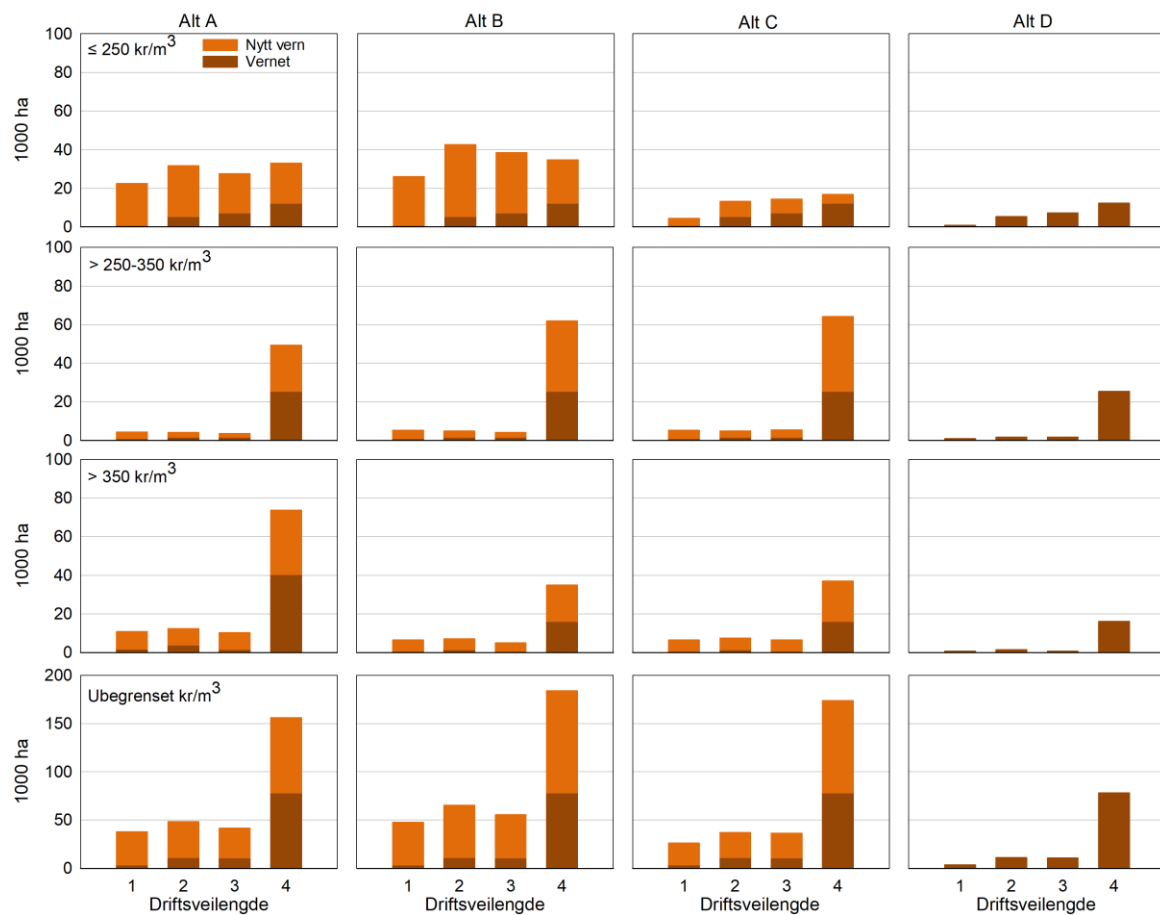 Alt A Alt B Alt C Alt D
≤ 250 kr/m³
Nytt vern
Vernet
1000 ha
100
80
60
40
20
0
> 250-350 kr/m³
1000 ha
100
80
60
40
20
0
> 350 kr/m³
1000 ha
100
80
60
40
20
0
Ubegrenset kr/m³
1000 ha
200
150
100
50
0
1 2 3 4 1 2 3 4 1 2 3 4 1 2 3 4
Driftsveilengde Driftsveilengde Driftsveilengde Driftsveilengde